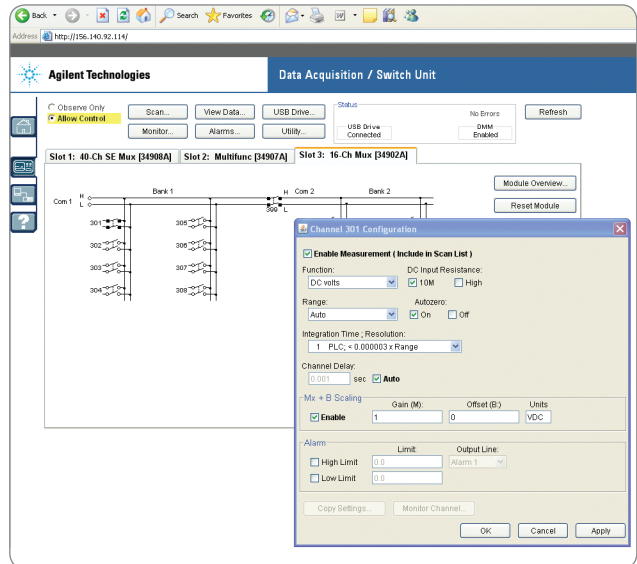 Back Search Favorites
Address http://156.140.92.114/
Agilent Technologies Data Acquisition / Switch Unit
Observe Only
Allow Control
Scan... View Data... USB Drive...
Monitor... Alarms... Utility...
Status
No Errors
USB Drive
Connected
DMM
Enabled
Refresh
Slot 1: 40-Ch SE Mux [34908A] Slot 2: Multifunc [34907A] Slot 3: 16-Ch Mux [34902A]
Module Overview...
Reset Module
Com 1 H L Bank 1 H Com 2 Bank 2
399 L
301 305
302 306
303 307
304 308
Channel 301 Configuration
Enable Measurement ( Include in Scan List )
Function: DC Input Resistance:
DC volts 10M High
Range: Autozero:
Auto On Off
Integration Time ; Resolution:
1 PLC; < 0.000003 x Range
Channel Delay:
0.001 sec Auto
Mx + B Scaling
Gain (M): Offset (B:) Units
Enable 1 0 VDC
Alarm
Limit: Output Line:
High Limit 0.0 Alarm 1
Low Limit 0.0
Copy Settings... Monitor Channel...
OK Cancel Apply